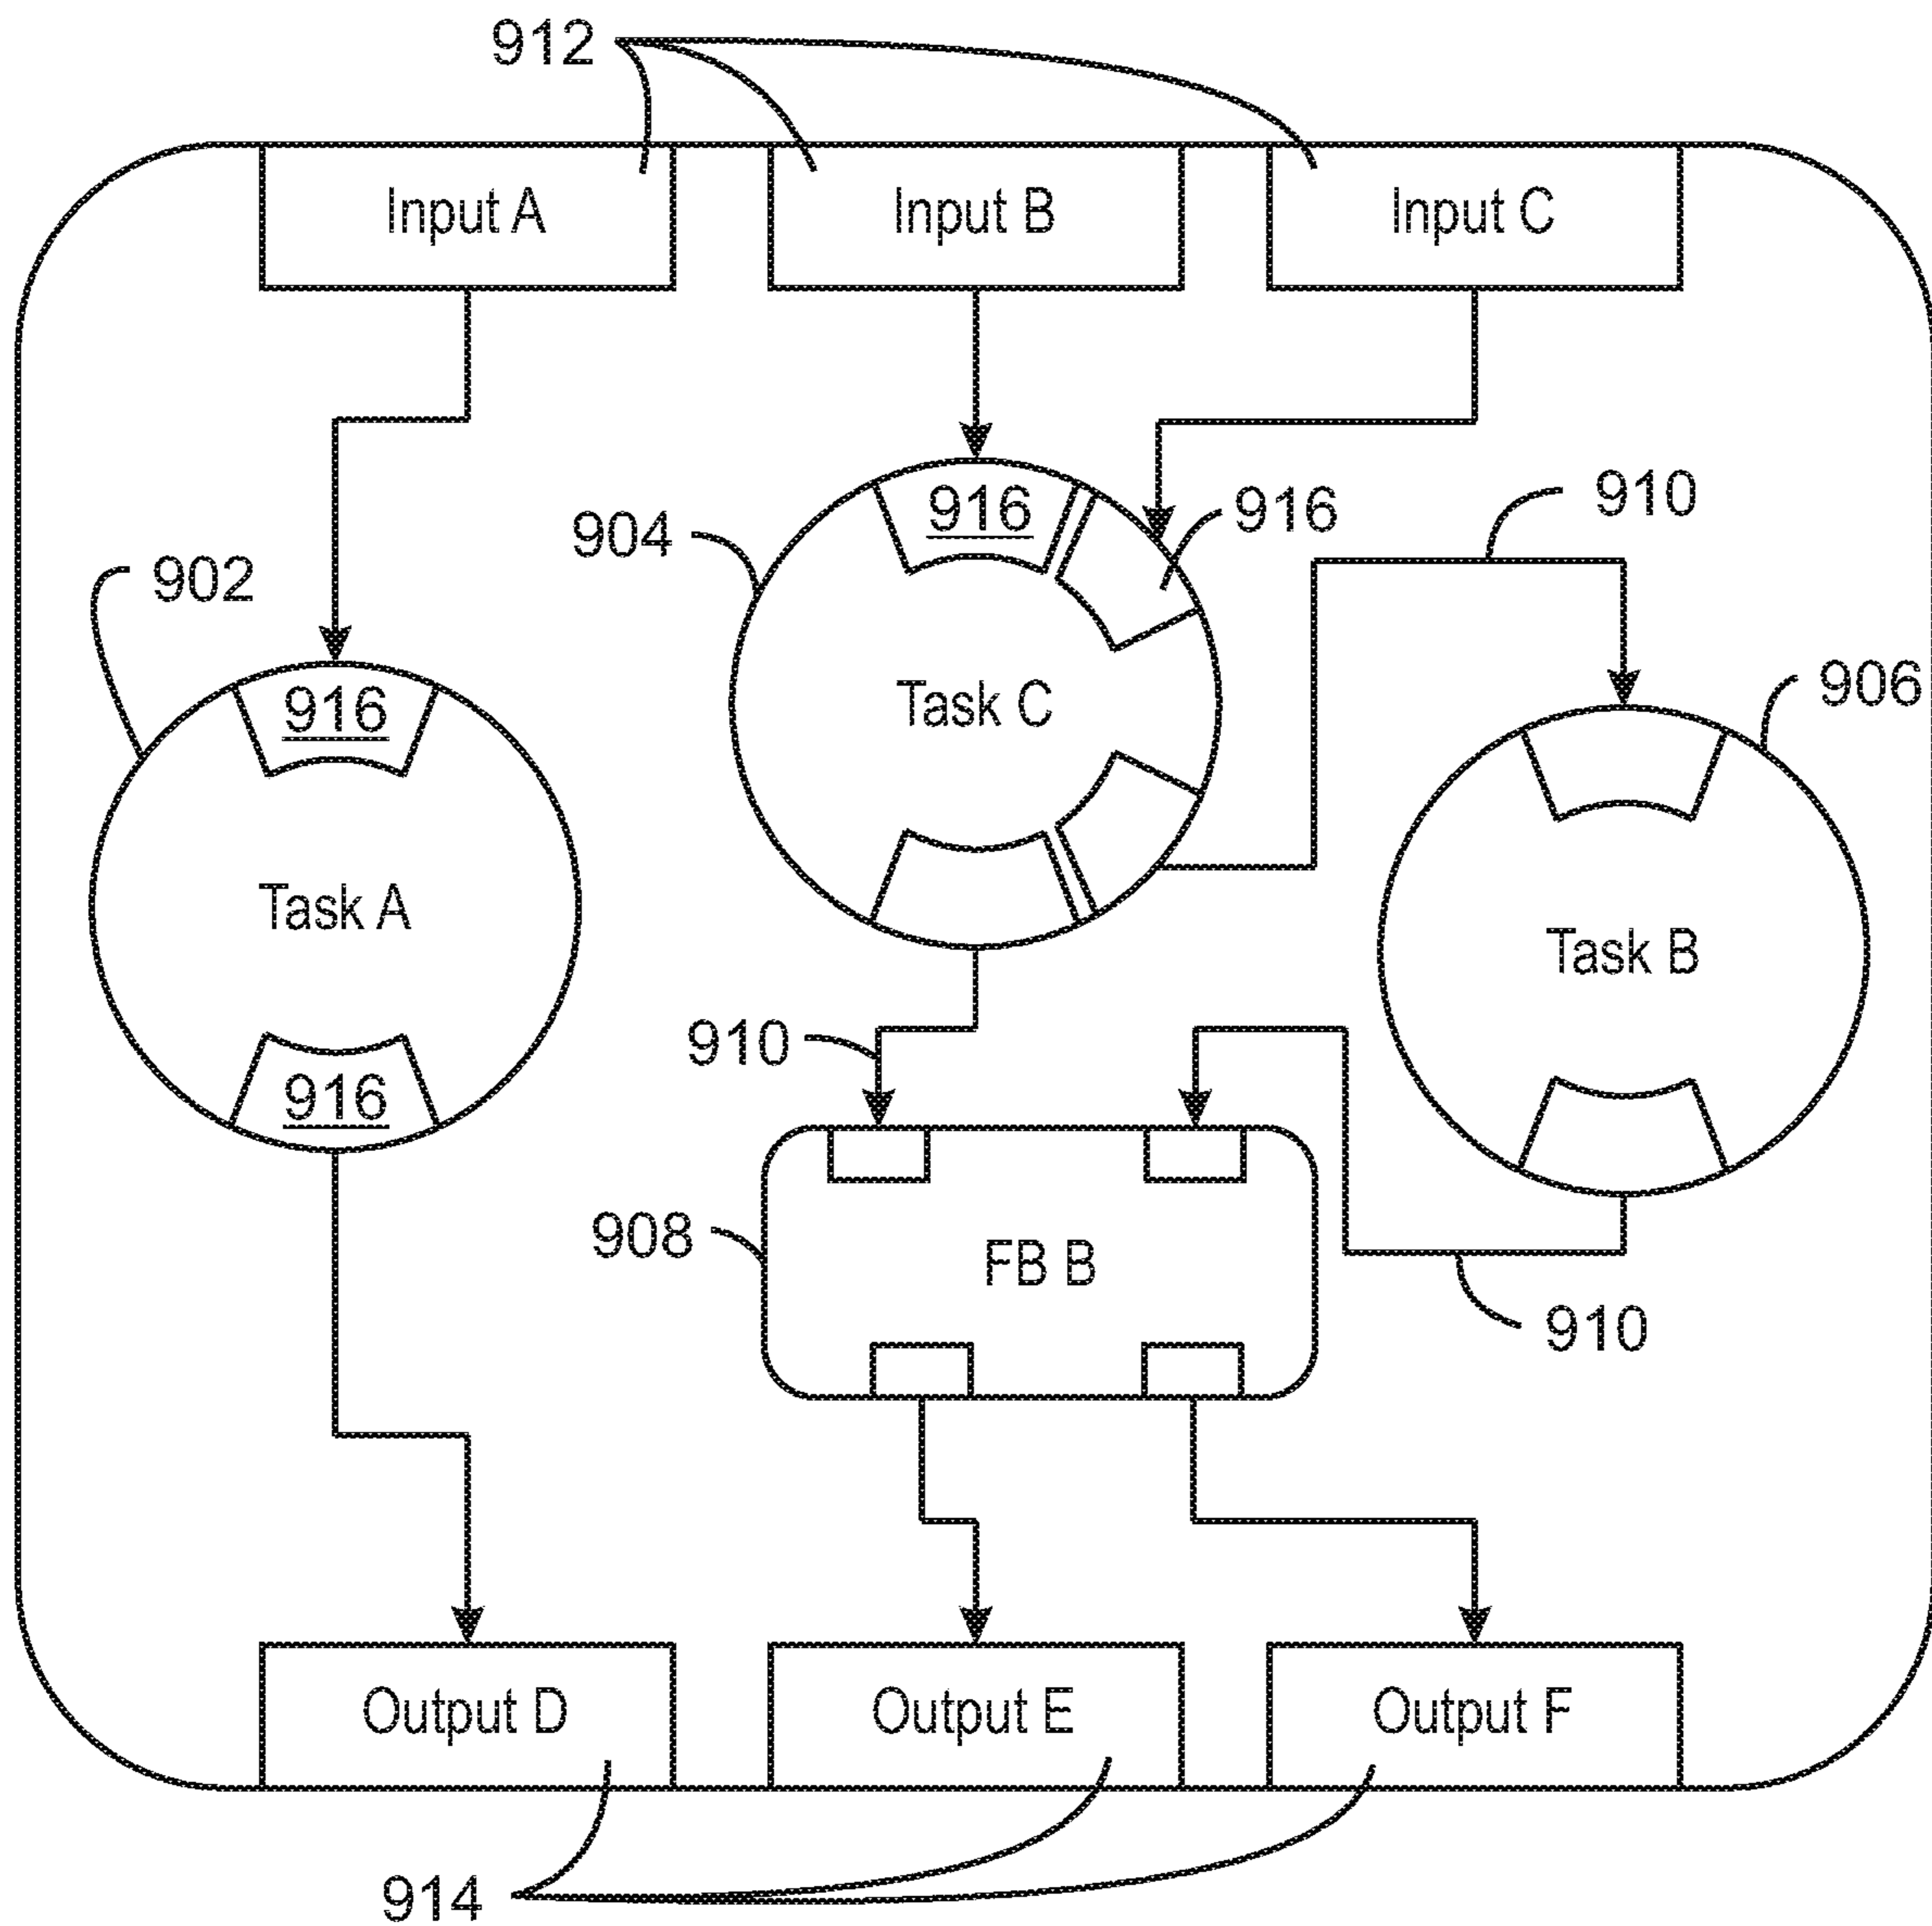 912
Input A
Input B
Input C
904
916
916
910
902
916
906
Task C
Task A
Task B
910
916
908
FB B
910
Output D
Output E
Output F
914